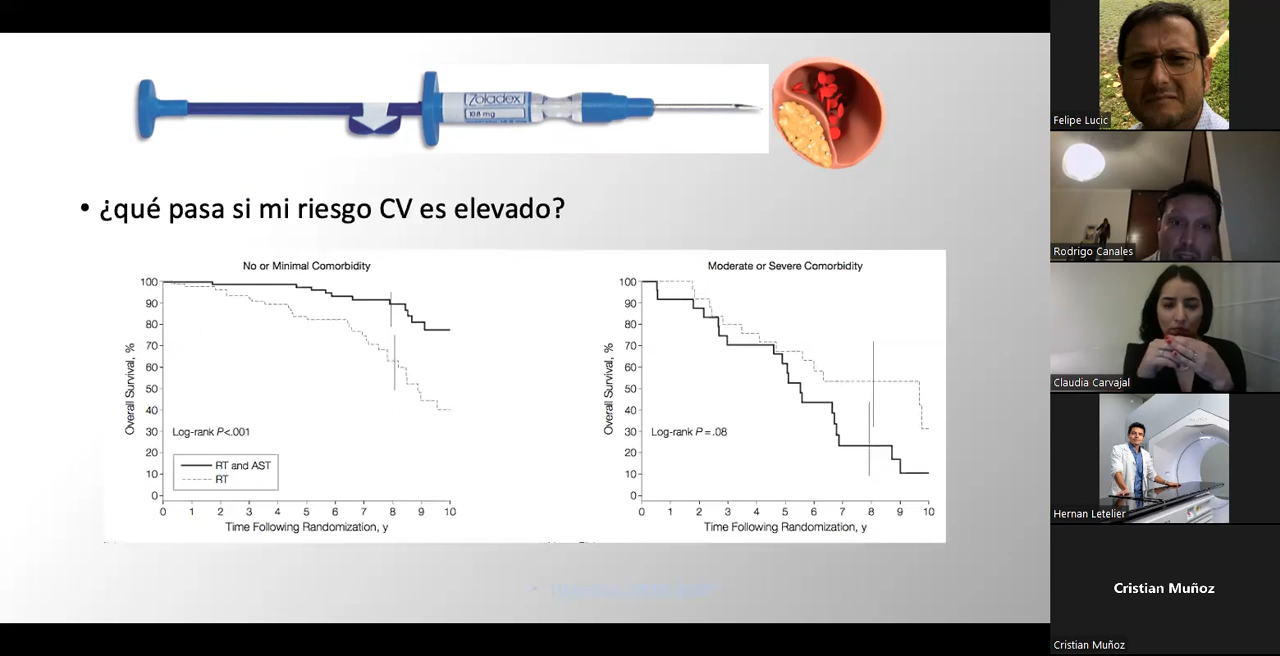 Zoladex
10.8 mg
• ¿qué pasa si mi riesgo CV es elevado?
No or Minimal Comorbidity
Overall Survival, %
100
90
80
70
60
50
40
30
20
10
0
Log-rank P<.001
RT and AST
RT
0 1 2 3 4 5 6 7 8 9 10
Time Following Randomization, y
Moderate or Severe Comorbidity
Overall Survival, %
100
90
80
70
60
50
40
30
20
10
0
Log-rank P=.08
0 1 2 3 4 5 6 7 8 9 10
Time Following Randomization, y
Felipe Lucic
Rodrigo Canales
Claudia Carvajal
Hernan Letelier
Cristian Muñoz
Cristian Muñoz